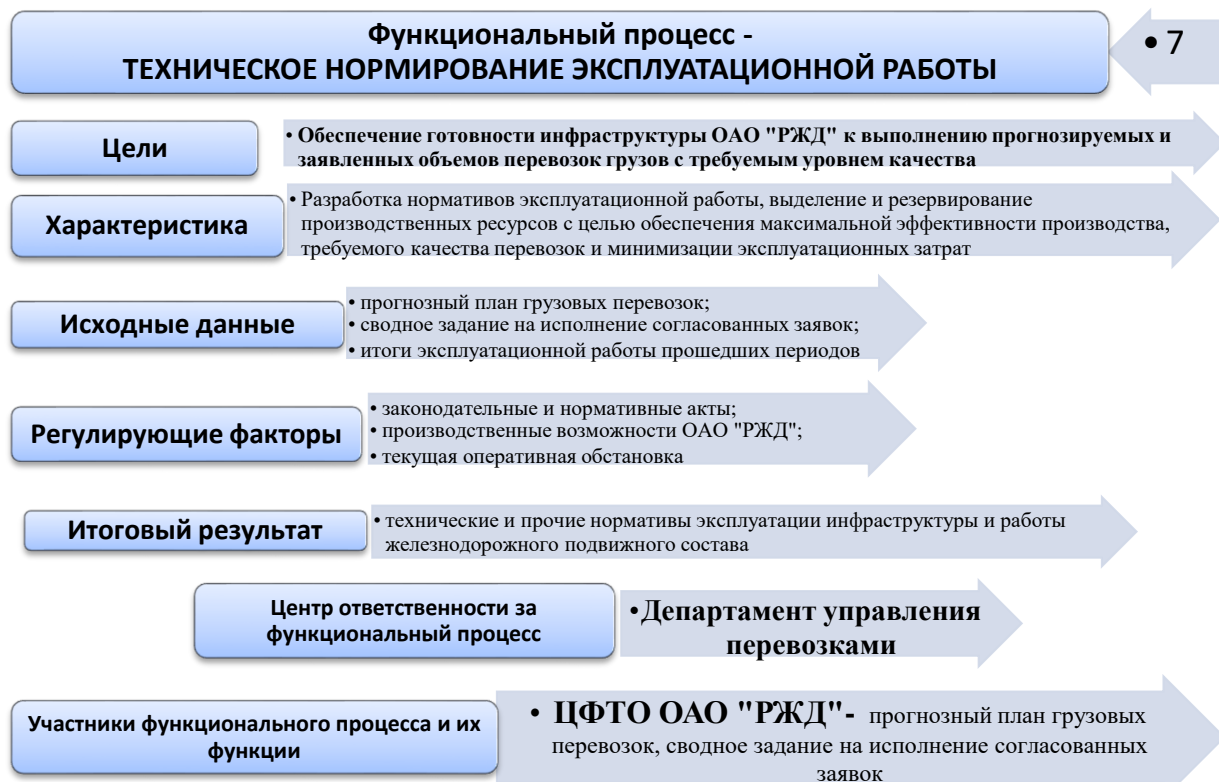 Функциональный процесс -
ТЕХНИЧЕСКОЕ НОРМИРОВАНИЕ ЭКСПЛУАТАЦИОННОЙ РАБОТЫ
• 7
Цели
• Обеспечение готовности инфраструктуры ОАО "РЖД" к выполнению прогнозируемых и
заявленных объемов перевозок грузов с требуемым уровнем качества
Характеристика
• Разработка нормативов эксплуатационной работы, выделение и резервирование
производственных ресурсов с целью обеспечения максимальной эффективности производства,
требуемого качества перевозок и минимизации эксплуатационных затрат
Исходные данные
• прогнозный план грузовых перевозок;
• сводное задание на исполнение согласованных заявок;
• итоги эксплуатационной работы прошедших периодов
Регулирующие факторы
• законодательные и нормативные акты;
• производственные возможности ОАО "РЖД";
• текущая оперативная обстановка
Итоговый результат
• технические и прочие нормативы эксплуатации инфраструктуры и работы
железнодорожного подвижного состава
Центр ответственности за
функциональный процесс
• Департамент управления
перевозками
Участники функционального процесса и их
функции
• ЦФТО ОАО "РЖД"- прогнозный план грузовых
перевозок, сводное задание на исполнение согласованных
заявок